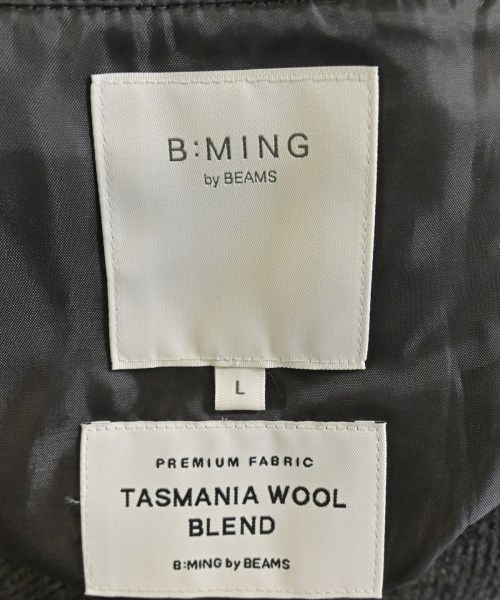 B:MING
by BEAMS
L
PREMIUM FABRIC
TASMANIA WOOL
BLEND
B:MING by BEAMS